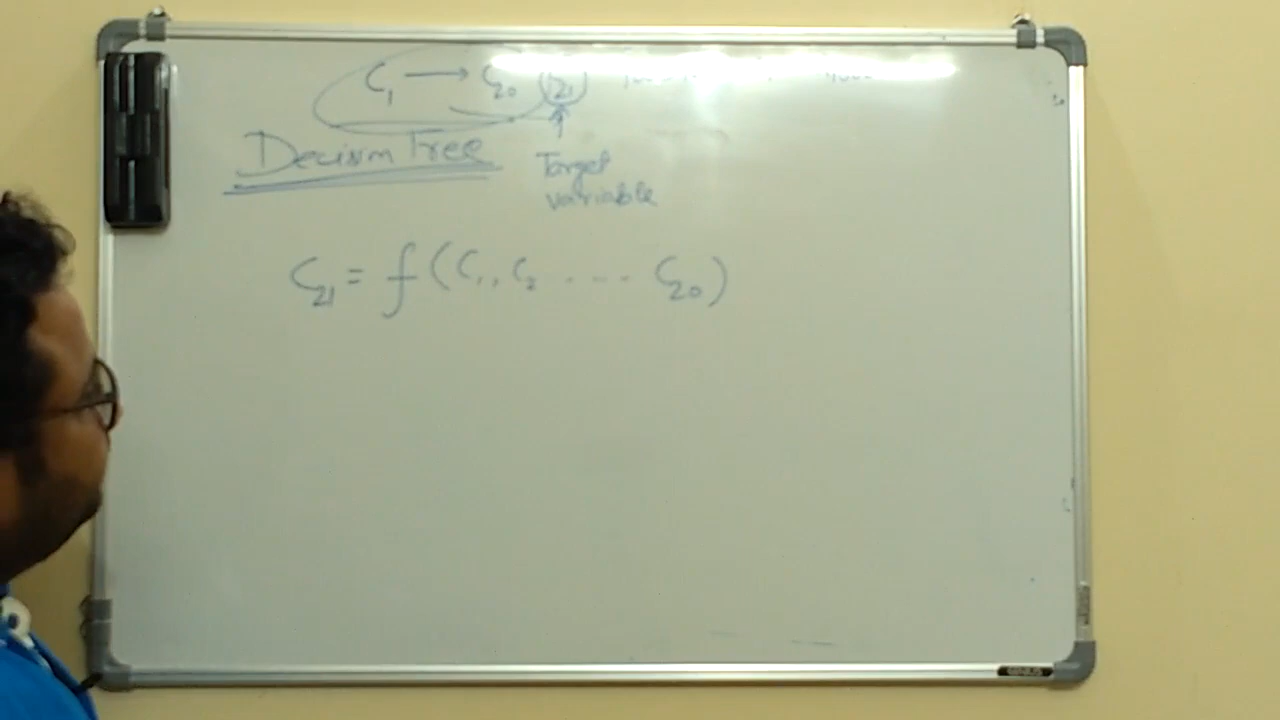 C₁ → C₂₀ C₂₁
Decision Tree
Target
variable
C₂₁ = f(C₁, C₂ .... C₂₀)